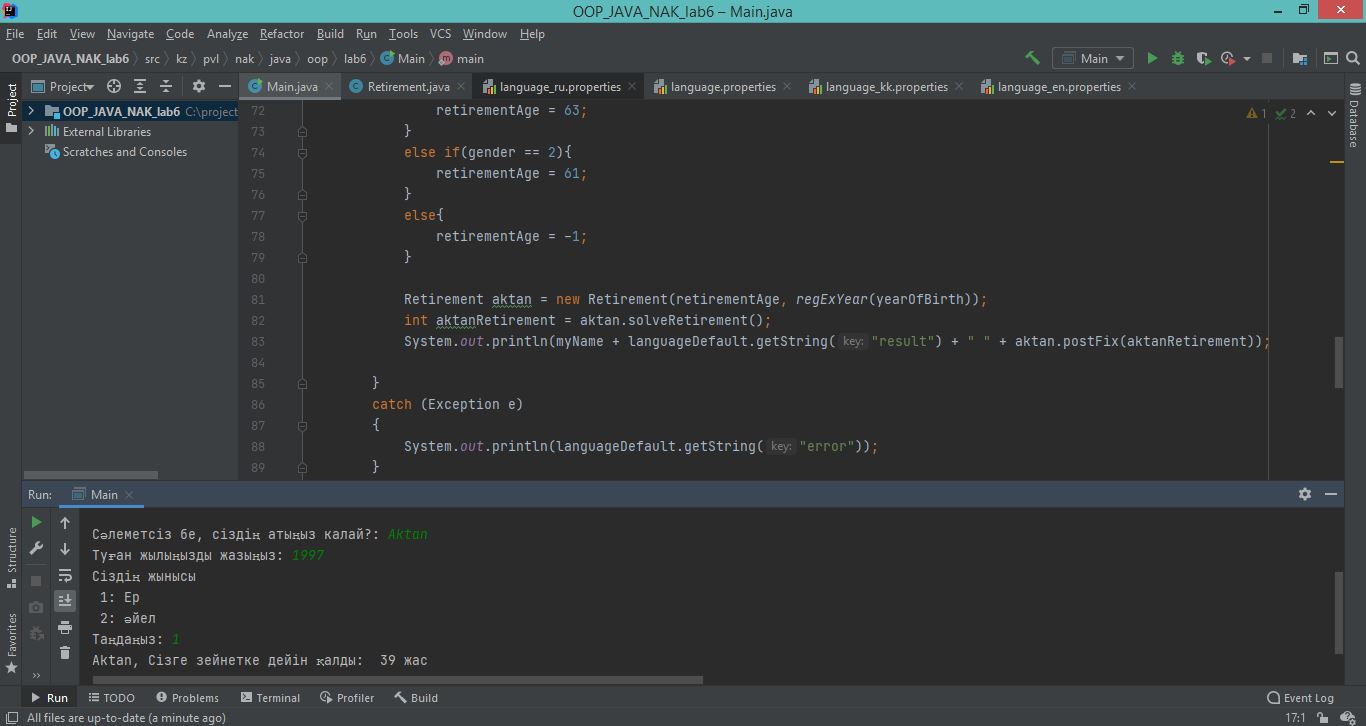 OOP_JAVA_NAK_lab6 – Main.java
File Edit View Navigate Code Analyze Refactor Build Run Tools VCS Window Help
OOP_JAVA_NAK_lab6 src kz pvl nak java oop lab6 Main main Main
Project Project Main.java Retirement.java language_ru.properties language.properties language_kk.properties language_en.properties
OOP_JAVA_NAK_lab6 C:\project
External Libraries
Scratches and Consoles
1 2
Database
72 retirementAge = 63;
73 }
74 else if(gender == 2){
75 retirementAge = 61;
76 }
77 else{
78 retirementAge = -1;
79 }
80
81 Retirement aktan = new Retirement(retirementAge, regExYear(yearOfBirth));
82 int aktanRetirement = aktan.solveRetirement();
83 System.out.println(myName + languageDefault.getString( key: "result") + " " + aktan.postFix(aktanRetirement));
84
85 }
86 catch (Exception e)
87 {
88 System.out.println(languageDefault.getString( key: "error"));
89 }
Run: Main
Сәлеметсіз бе, сіздің атыңыз калай?: Aktan
Туған жылыңызды жазыңыз: 1997
Сіздің жынысы
1: Ер
2: әйел
Таңдаңыз: 1
Aktan, Сізге зейнетке дейін қалды:  39 жас
Structure
Favorites
Run TODO Problems Terminal Profiler Build Event Log
All files are up-to-date (a minute ago) 17:1